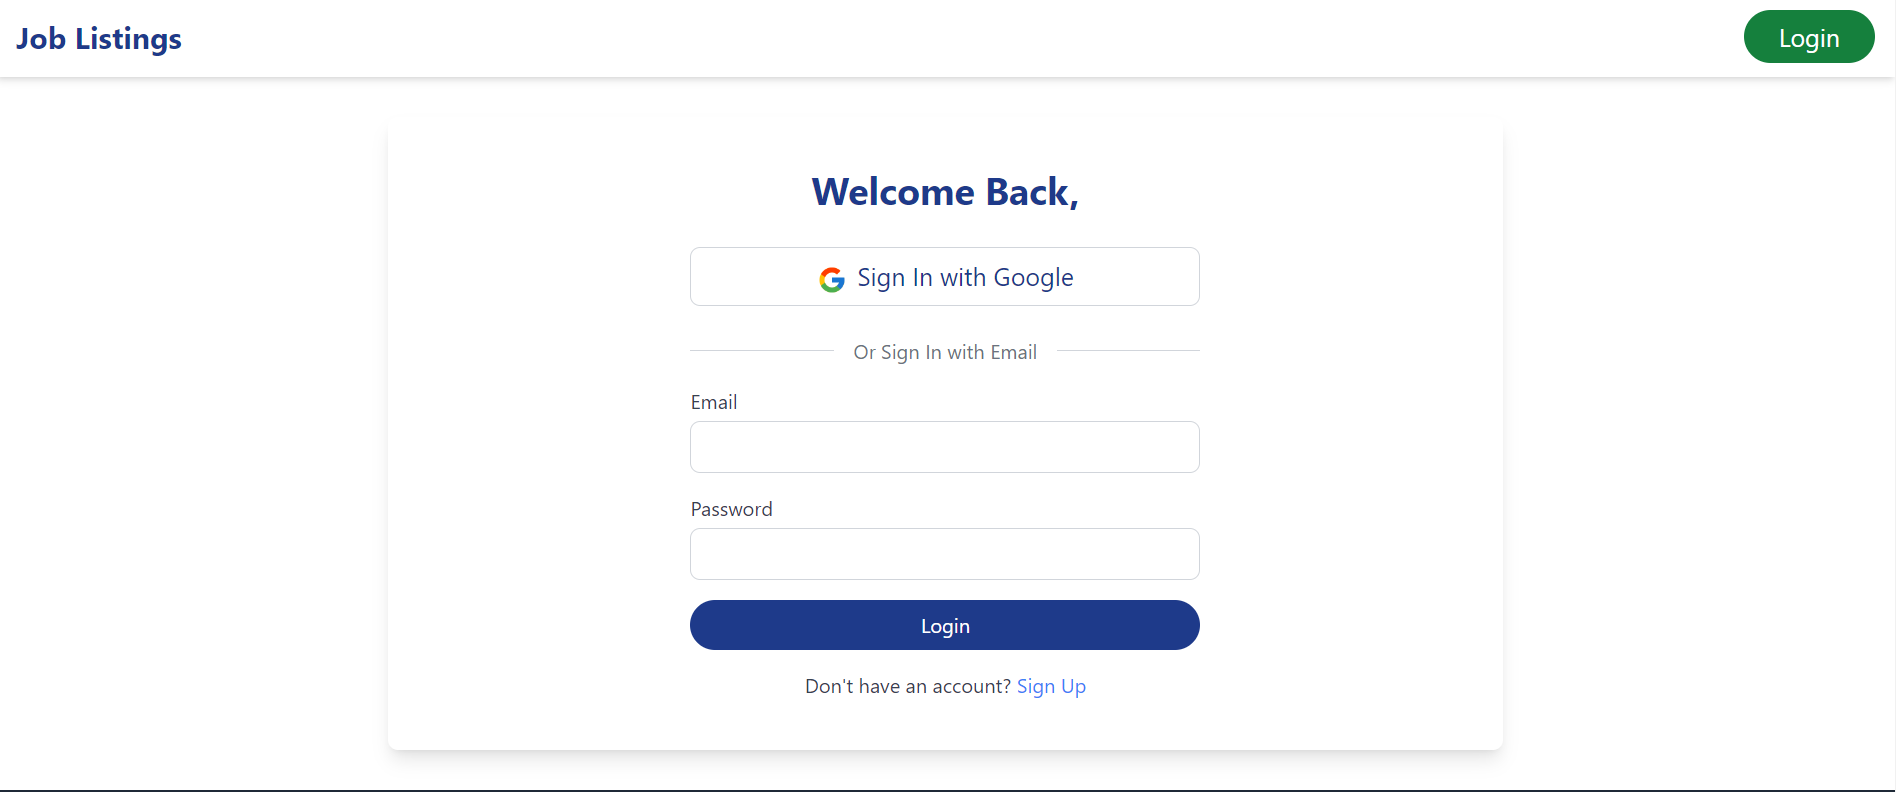 Job Listings
Login
Welcome Back,
Sign In with Google
Or Sign In with Email
Email
Password
Login
Don't have an account? Sign Up